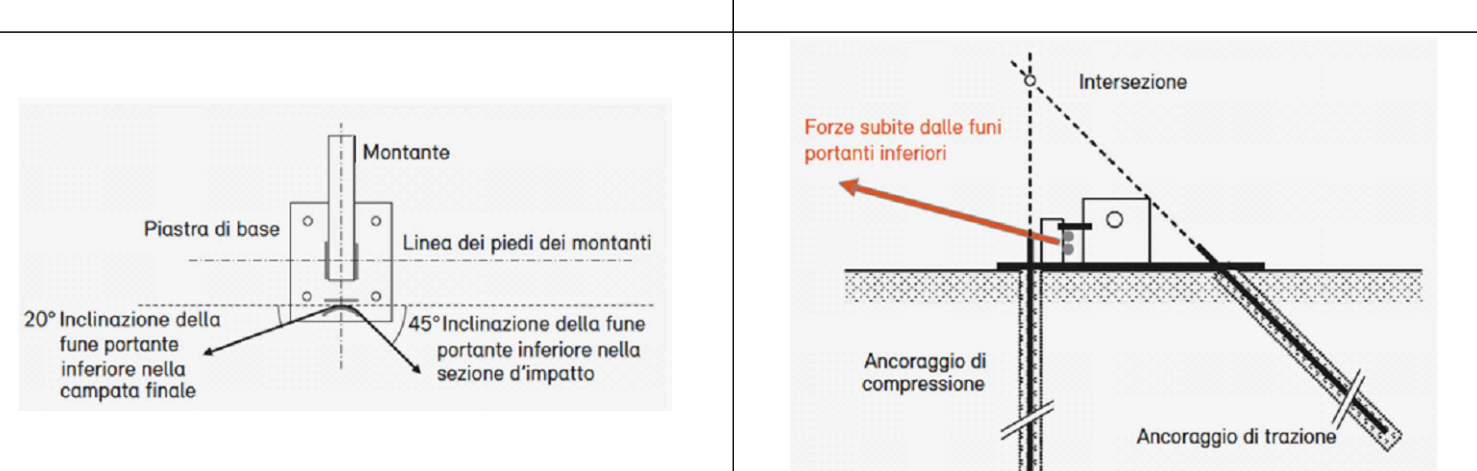 Montante
Piastra di base
Linea dei piedi dei montanti
20° Inclinazione della
fune portante
inferiore nella
campata finale
45° Inclinazione della fune
portante inferiore nella
sezione d'impatto
Intersezione
Forze subite dalle funi
portanti inferiori
Ancoraggio di
compressione
Ancoraggio di trazione